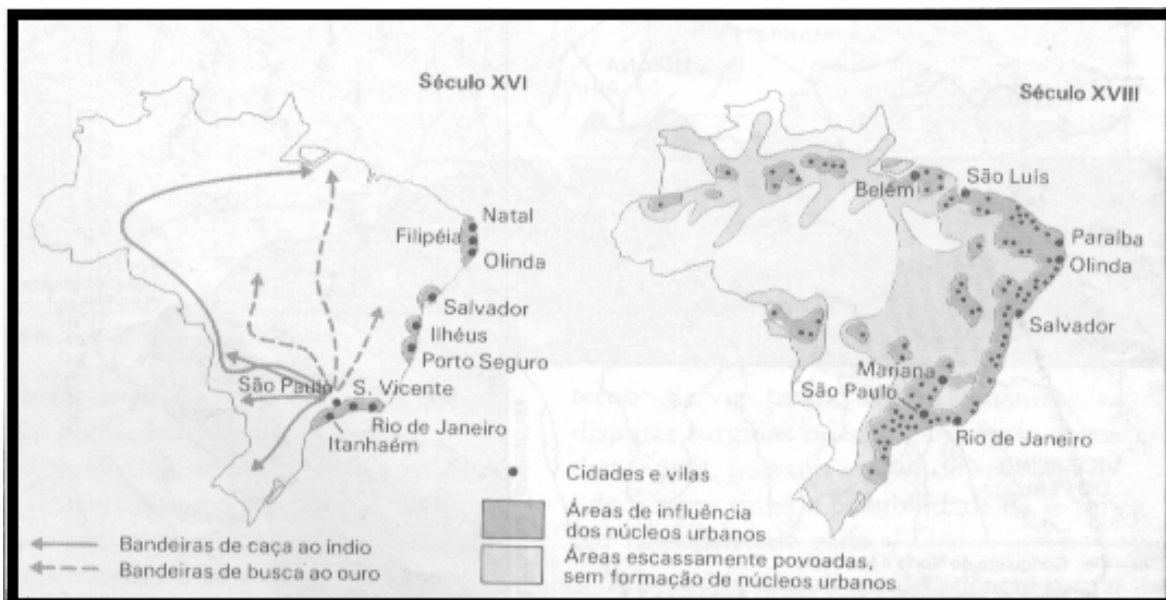 Século XVI
Natal
Filipéia
Olinda
Salvador
Ilhéus
Porto Seguro
São Paulo
S. Vicente
Rio de Janeiro
Itanhaém
Bandeiras de caça ao índio
Bandeiras de busca ao ouro
Século XVIII
Belém
São Luís
Paraíba
Olinda
Salvador
Mariana
São Paulo
Rio de Janeiro
Cidades e vilas
Áreas de influência
dos núcleos urbanos
Áreas escassamente povoadas,
sem formação de núcleos urbanos